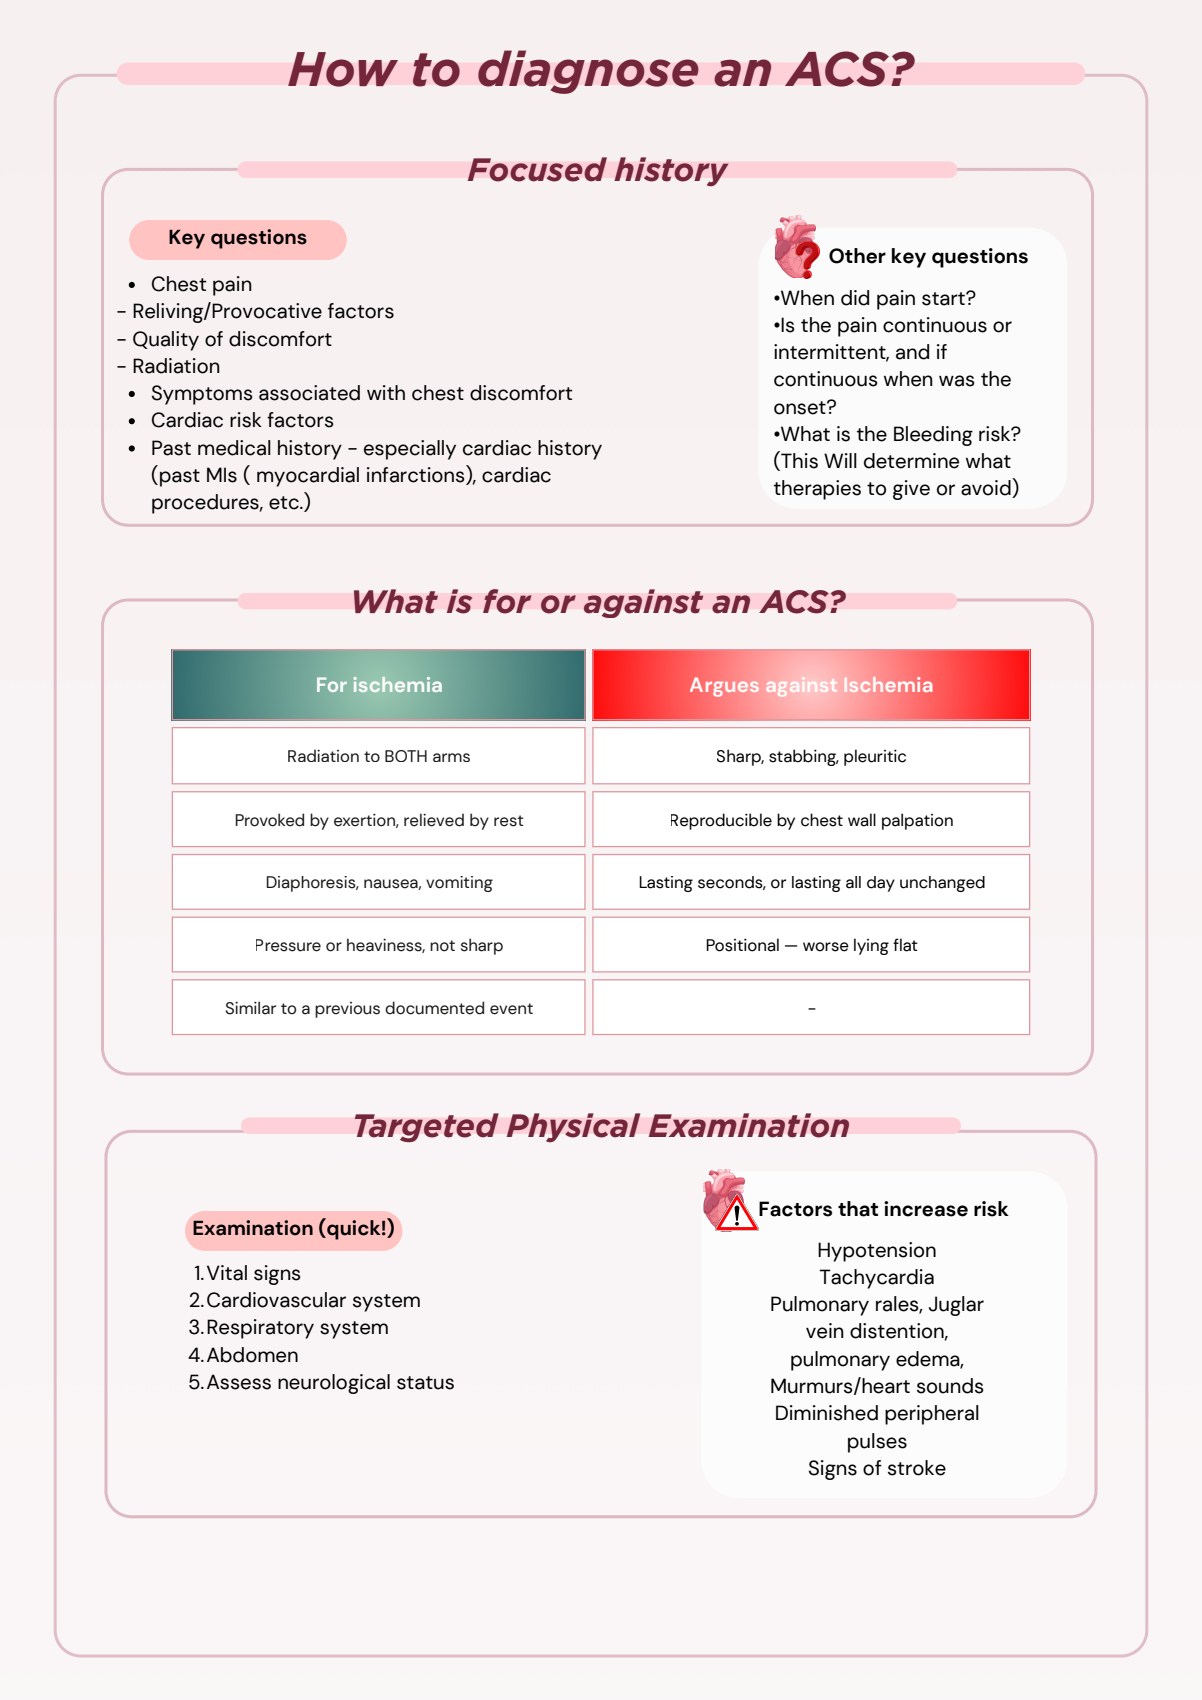 How to diagnose an ACS?
Focused history
Key questions
• Chest pain
- Reliving/Provocative factors
- Quality of discomfort
- Radiation
• Symptoms associated with chest discomfort
• Cardiac risk factors
• Past medical history - especially cardiac history
(past MIs ( myocardial infarctions), cardiac
procedures, etc.)
Other key questions
•When did pain start?
•Is the pain continuous or
intermittent, and if
continuous when was the
onset?
•What is the Bleeding risk?
(This Will determine what
therapies to give or avoid)
What is for or against an ACS?
For ischemia
Argues against Ischemia
Radiation to BOTH arms
Sharp, stabbing, pleuritic
Provoked by exertion, relieved by rest
Reproducible by chest wall palpation
Diaphoresis, nausea, vomiting
Lasting seconds, or lasting all day unchanged
Pressure or heaviness, not sharp
Positional — worse lying flat
Similar to a previous documented event
-
Targeted Physical Examination
Examination (quick!)
1.Vital signs
2.Cardiovascular system
3.Respiratory system
4.Abdomen
5.Assess neurological status
Factors that increase risk
Hypotension
Tachycardia
Pulmonary rales, Juglar
vein distention,
pulmonary edema,
Murmurs/heart sounds
Diminished peripheral
pulses
Signs of stroke